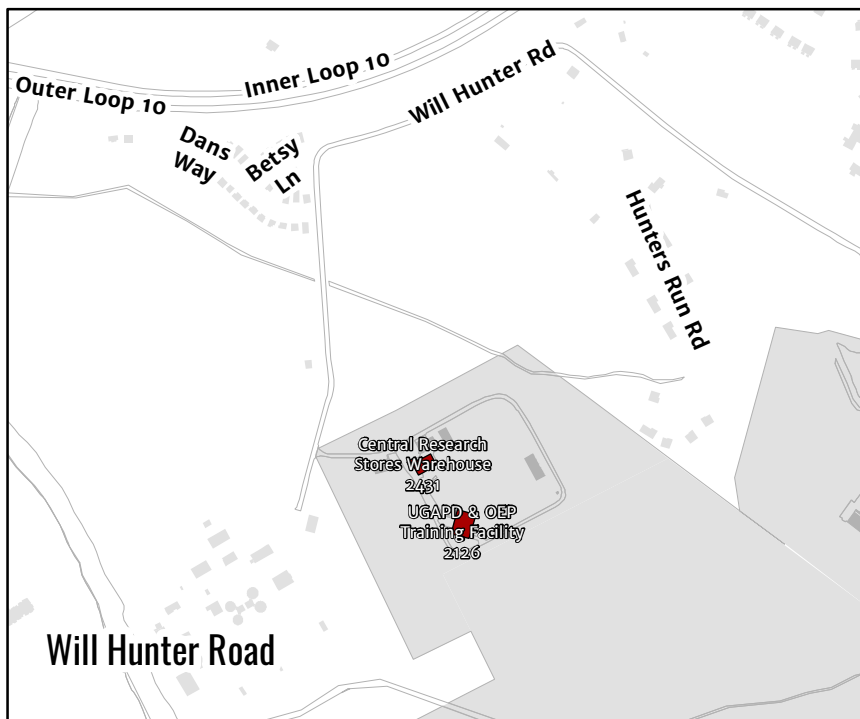 Inner Loop 10
Outer Loop 10
Will Hunter Rd
Dans
Way
Betsy
Ln
Hunters Run Rd
Central Research
Stores Warehouse
2431
UGAPD & OEP
Training Facility
2126
Will Hunter Road